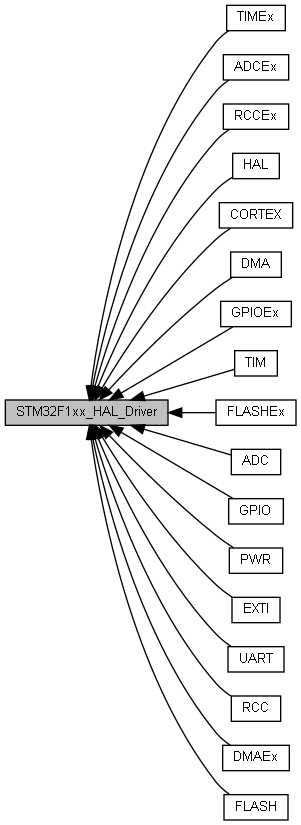 TIMEx
ADCEx
RCCEx
HAL
CORTEX
DMA
GPIOEx
TIM
STM32F1xx_HAL_Driver
FLASHEx
ADC
GPIO
PWR
EXTI
UART
RCC
DMAEx
FLASH